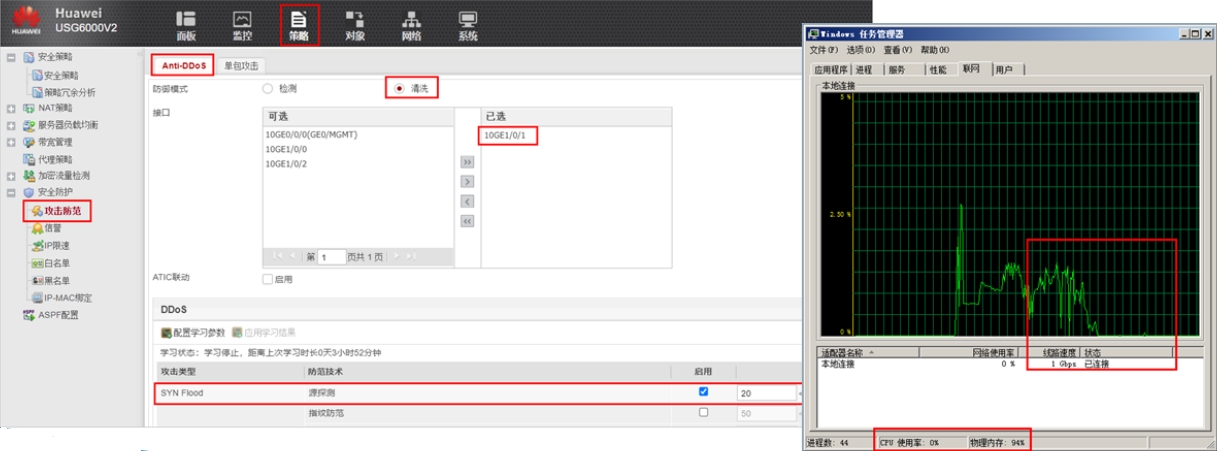 HUAWEI
Huawei
USG6000V2
面板
监控
策略
对象
网络
系统
安全策略
安全策略
策略冗余分析
NAT策略
服务器负载均衡
带宽管理
代理策略
加密流量检测
安全防护
攻击防范
信誉
IP限速
白名单
黑名单
IP-MAC绑定
ASPF配置
Anti-DDoS
单包攻击
防御模式
检测
清洗
接口
可选
已选
10GE0/0/0(GE0/MGMT)
10GE1/0/0
10GE1/0/2
10GE1/0/1
第 1 页共 1 页
ATIC联动
启用
DDoS
配置学习参数 应用学习结果
学习状态：学习停止，距离上次学习时长0天3小时52分钟
攻击类型 防范技术 启用
SYN Flood 源探测 20
指纹防范 50
Windows 任务管理器
文件(F) 选项(O) 查看(V) 帮助(H)
应用程序 进程 服务 性能 联网 用户
本地连接
5 %
2.50 %
0 %
适配器名称 网络使用率 线路速度 状态
本地连接 0 % 1 Gbps 已连接
进程数: 44 CPU 使用率: 0% 物理内存: 94%